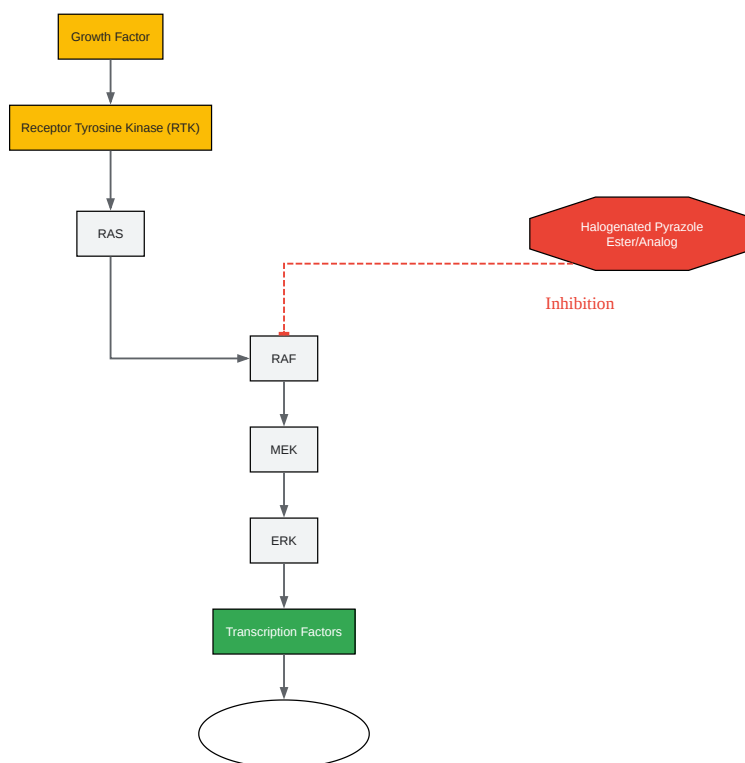 Growth Factor
Receptor Tyrosine Kinase (RTK)
RAS
Halogenated Pyrazole
Ester/Analog
Inhibition
RAF
MEK
ERK
Transcription Factors